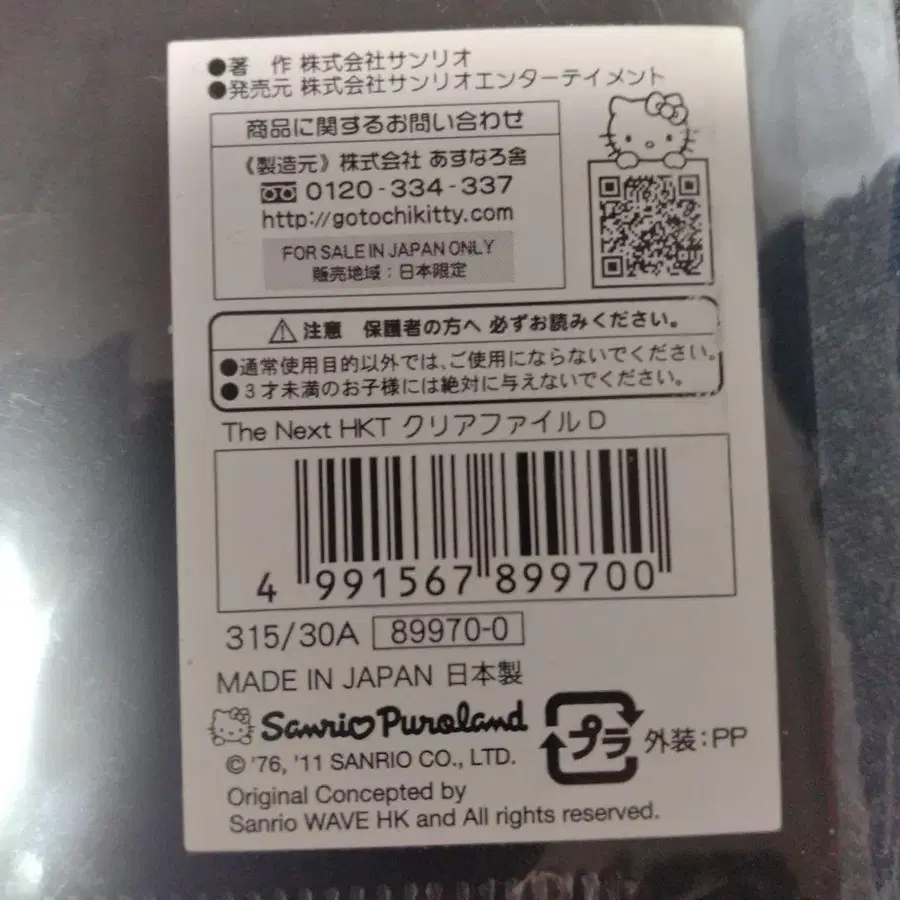 ●著 作 株式会社サンリオ
●発売元 株式会社サンリオエンターテイメント
商品に関するお問い合わせ
《製造元》株式会社 あすなろ舎
0120-334-337
http://gotochikitty.com
FOR SALE IN JAPAN ONLY
販売地域:日本限定
⚠注意 保護者の方へ 必ずお読みください。
●通常使用目的以外では、ご使用にならないでください。
●3才未満のお子様には絶対に与えないでください。
The Next HKT クリアファイル D
4 991567 899700
315/30A 89970-0
MADE IN JAPAN 日本製
Sanrio Puroland
プラ 外装:PP
© '76, '11 SANRIO CO., LTD.
Original Concepted by
Sanrio WAVE HK and All rights reserved.